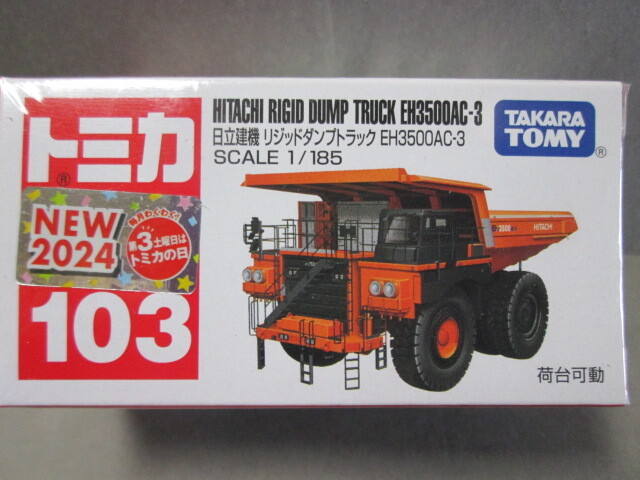 トミカ
®
NEW
2024
毎月わくわく!
第3土曜日は
トミカの日
103
HITACHI RIGID DUMP TRUCK EH3500AC-3
日立建機 リジッドダンプトラック EH3500AC-3
SCALE 1/185
TAKARA
TOMY
®
HITACHI
荷台可動